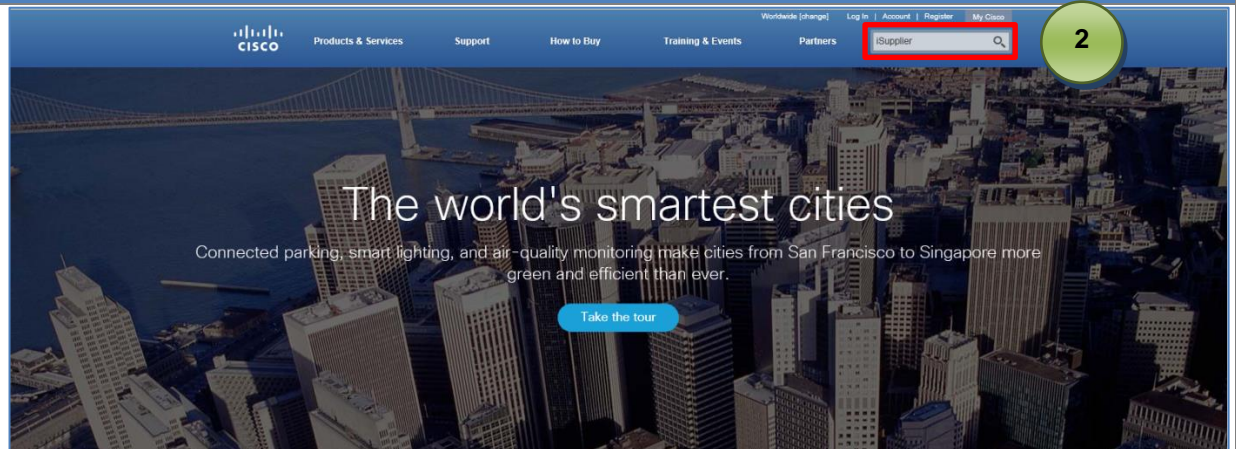 Worldwide [change] Log In | Account | Register My Cisco
CISCO Products & Services Support How to Buy Training & Events Partners iSupplier 2
The world's smartest cities
Connected parking, smart lighting, and air-quality monitoring make cities from San Francisco to Singapore more
green and efficient than ever.
Take the tour